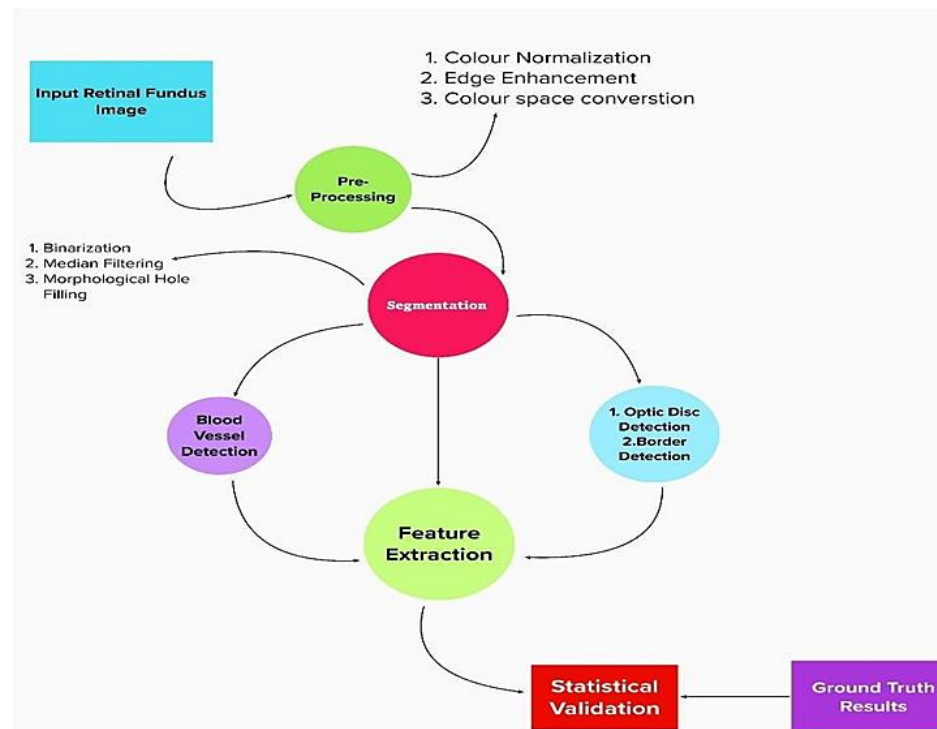 Input Retinal Fundus
Image
1. Colour Normalization
2. Edge Enhancement
3. Colour space converstion
Pre-
Processing
1. Binarization
2. Median Filtering
3. Morphological Hole
Filling
Segmentation
Blood
Vessel
Detection
1. Optic Disc
Detection
2.Border
Detection
Feature
Extraction
Statistical
Validation
Ground Truth
Results